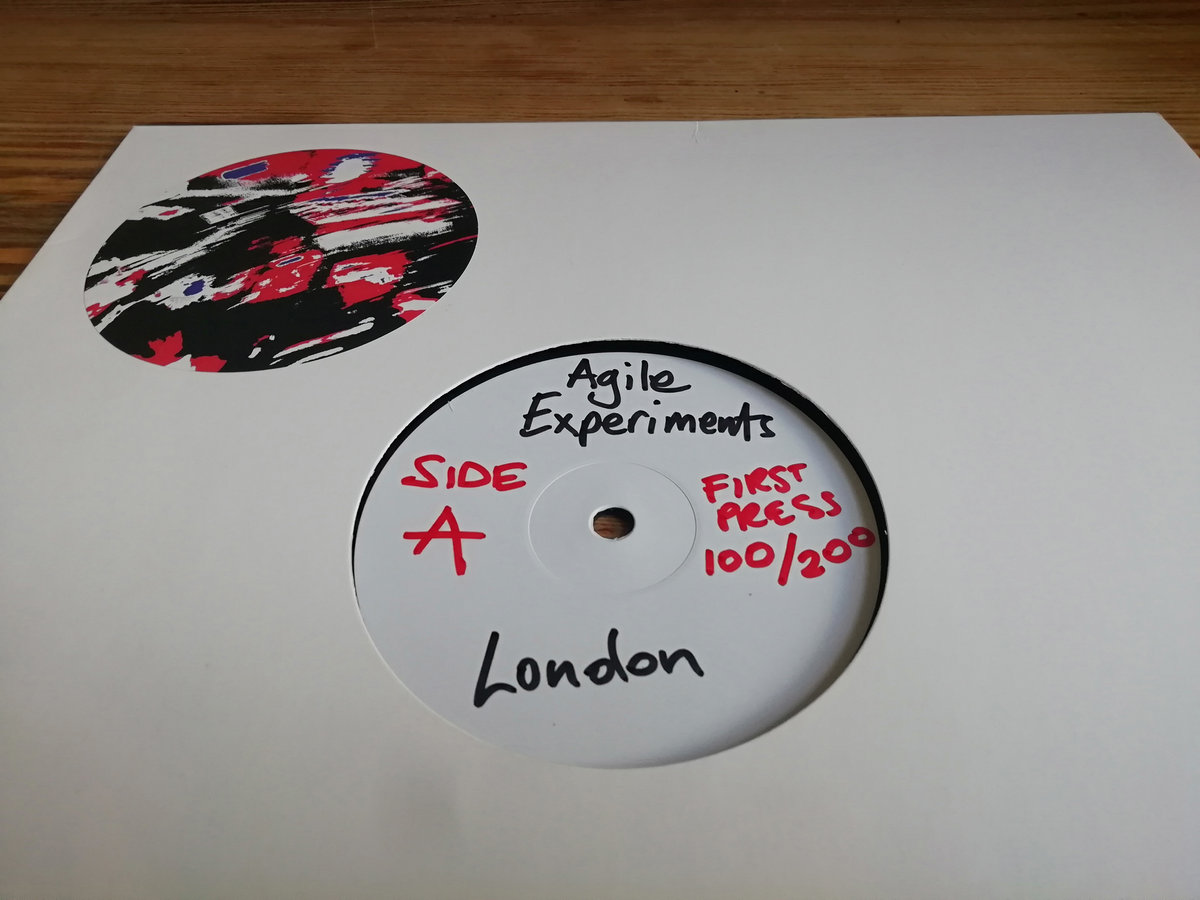 Agile
Experiments
SIDE
A
FIRST
PRESS
100/200
London